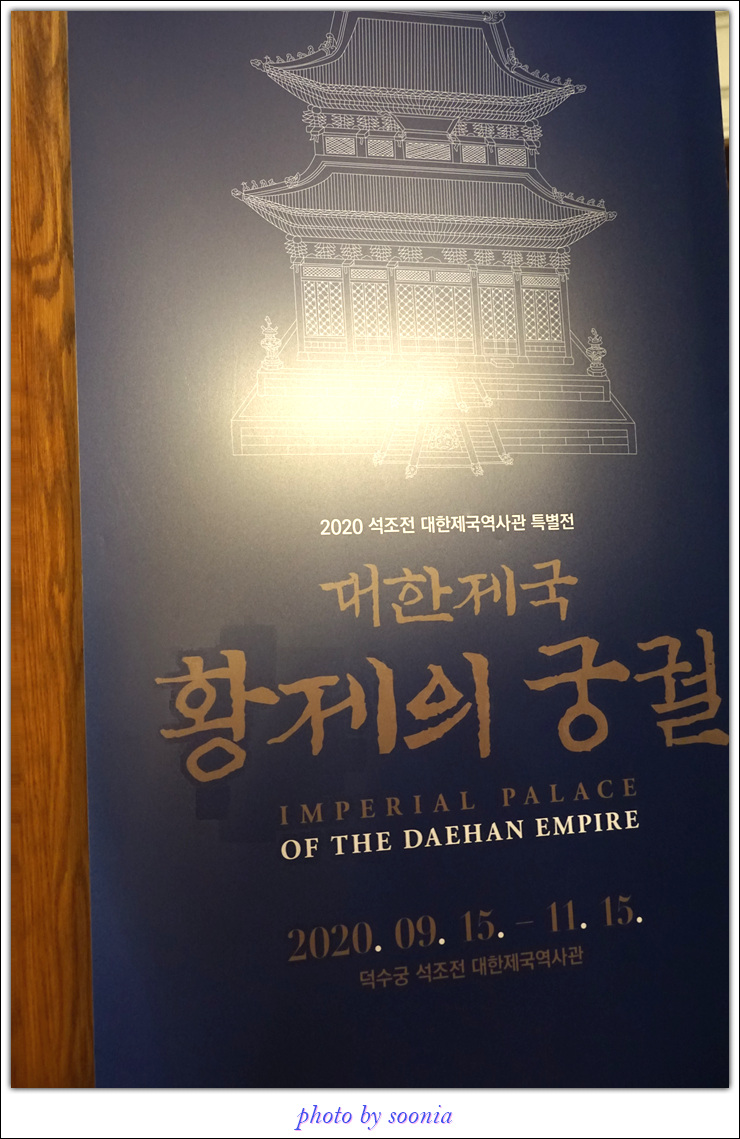 2020 석조전 대한제국역사관 특별전
대한제국
황제의 궁궐
IMPERIAL PALACE
OF THE DAEHAN EMPIRE
2020. 09. 15. – 11. 15.
덕수궁 석조전 대한제국역사관
photo by soonia